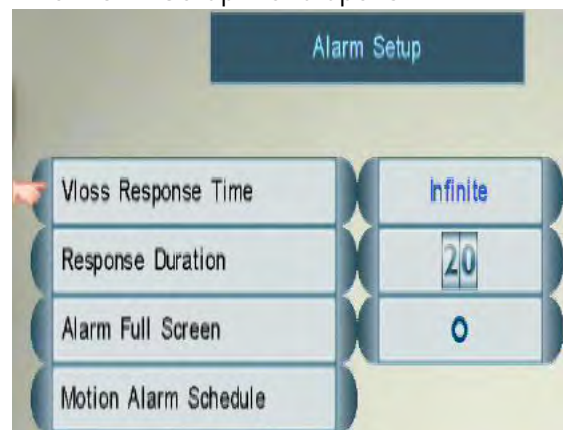 Alarm Setup
Vloss Response Time Infinite
Response Duration 20
Alarm Full Screen O
Motion Alarm Schedule